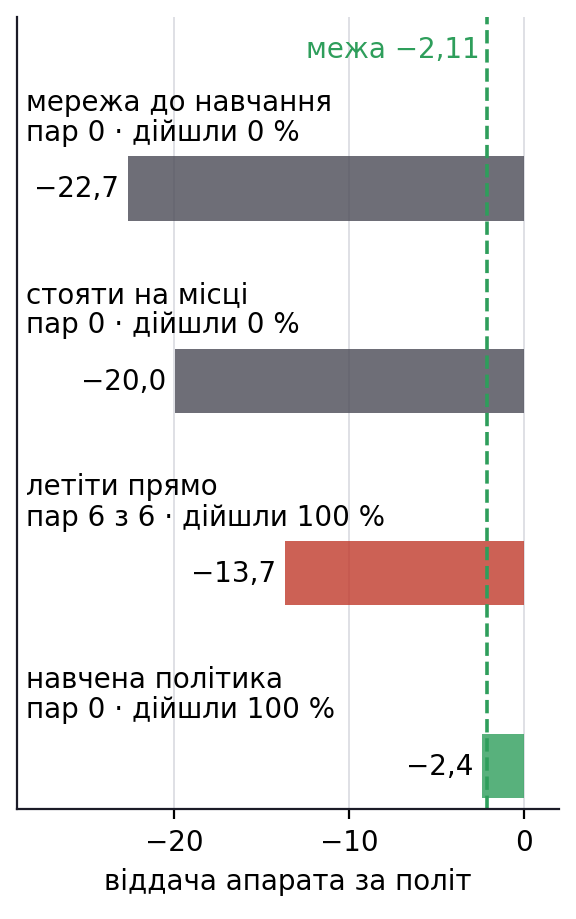 межа −2,11
мережа до навчання
пар 0 · дійшли 0 %
−22,7
стояти на місці
пар 0 · дійшли 0 %
−20,0
летіти прямо
пар 6 з 6 · дійшли 100 %
−13,7
навчена політика
пар 0 · дійшли 100 %
−2,4
−20 −10 0
віддача апарата за політ